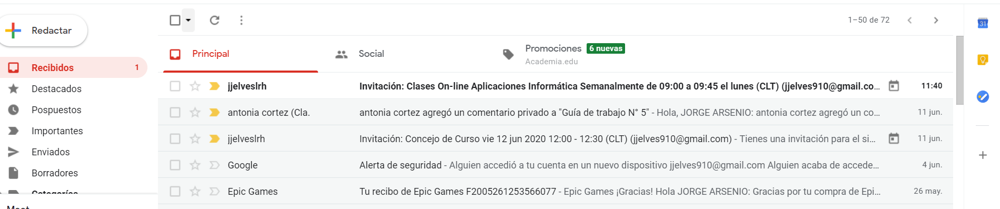 1–50 de 72
31
Redactar
Principal
Social
Promociones 6 nuevas
Academia.edu
Recibidos 1
Destacados
Pospuestos
Importantes
Enviados
Borradores
Categorías
Meet
jjelveslrh Invitación: Clases On-line Aplicaciones Informática Semanalmente de 09:00 a 09:45 el lunes (CLT) (jjelves910@gmail.co... 11:40
antonia cortez (Cla. antonia cortez agregó un comentario privado a "Guía de trabajo N° 5" - Hola, JORGE ARSENIO: antonia cortez agregó un co... 11 jun.
jjelveslrh Invitación: Concejo de Curso vie 12 jun 2020 12:00 - 12:30 (CLT) (jjelves910@gmail.com) - Tienes una invitación para el si... 11 jun.
Google Alerta de seguridad - Alguien accedió a tu cuenta en un nuevo dispositivo jjelves910@gmail.com Alguien acaba de accede... 4 jun.
Epic Games Tu recibo de Epic Games F2005261253566077 - Epic Games ¡Gracias! Hola JORGE ARSENIO: Gracias por tu compra de Epi... 26 may.